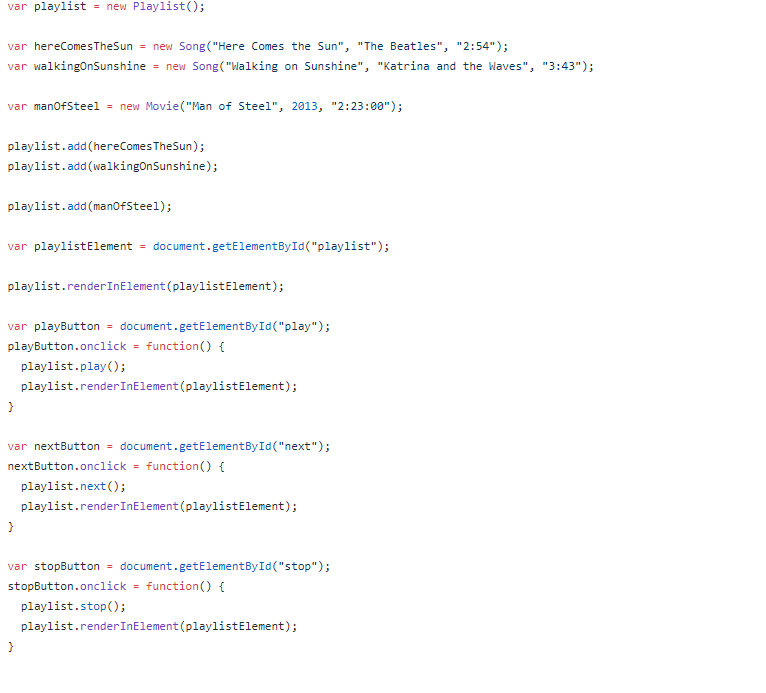 var playlist = new Playlist();
var hereComesTheSun = new Song("Here Comes the Sun", "The Beatles", "2:54");
var walkingOnSunshine = new Song("Walking on Sunshine", "Katrina and the Waves", "3:43");
var manOfSteel = new Movie("Man of Steel", 2013, "2:23:00");
playlist.add(hereComesTheSun);
playlist.add(walkingOnSunshine);
playlist.add(manOfSteel);
var playlistElement = document.getElementById("playlist");
playlist.renderInElement(playlistElement);
var playButton = document.getElementById("play");
playButton.onclick = function() {
  playlist.play();
  playlist.renderInElement(playlistElement);
}
var nextButton = document.getElementById("next");
nextButton.onclick = function() {
  playlist.next();
  playlist.renderInElement(playlistElement);
}
var stopButton = document.getElementById("stop");
stopButton.onclick = function() {
  playlist.stop();
  playlist.renderInElement(playlistElement);
}